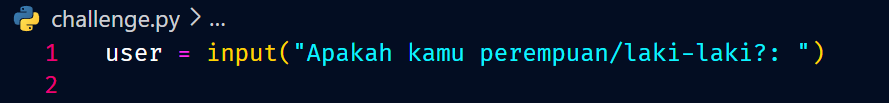 challenge.py > ...
1 user = input("Apakah kamu perempuan/laki-laki?: ")
2